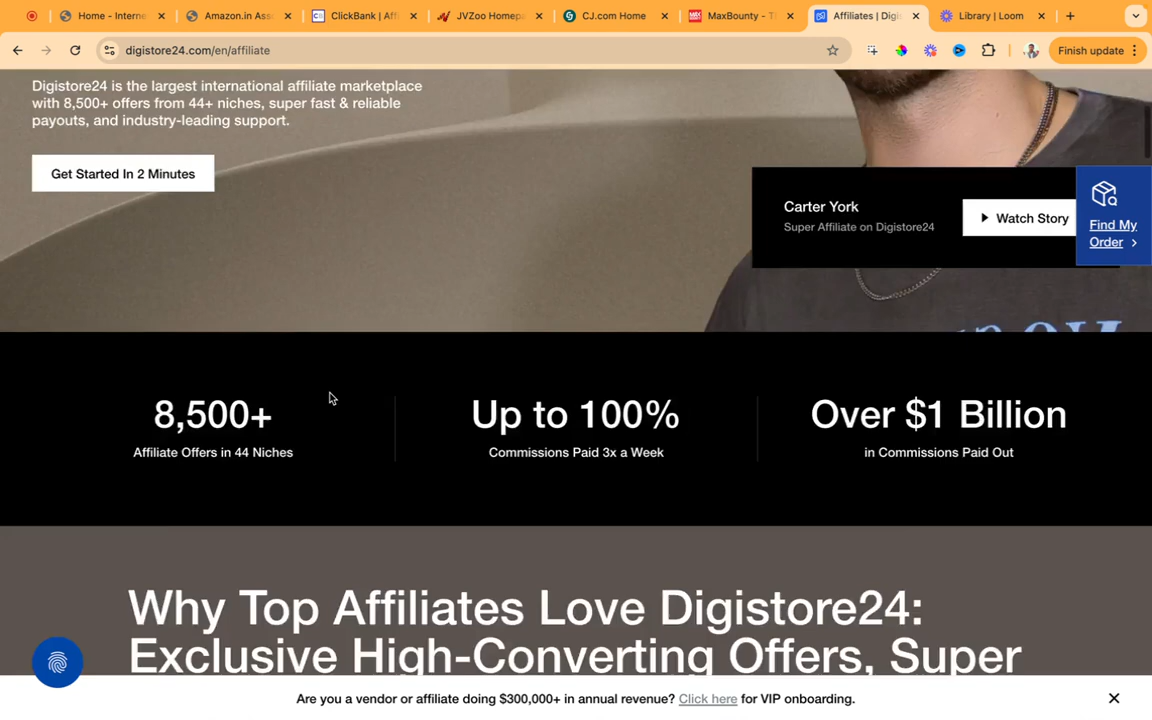 Home - Interne
Amazon.in Ass
ClickBank | Aff
JVZoo Homep
CJ.com Home
MaxBounty - T
Affiliates | Digi
Library | Loom
digistore24.com/en/affiliate
Finish update
Digistore24 is the largest international affiliate marketplace
with 8,500+ offers from 44+ niches, super fast & reliable
payouts, and industry-leading support.
Get Started In 2 Minutes
Carter York
Super Affiliate on Digistore24
Watch Story
Find My
Order
8,500+
Affiliate Offers in 44 Niches
Up to 100%
Commissions Paid 3x a Week
Over $1 Billion
in Commissions Paid Out
Why Top Affiliates Love Digistore24:
Exclusive High-Converting Offers, Super
Are you a vendor or affiliate doing $300,000+ in annual revenue? Click here for VIP onboarding.